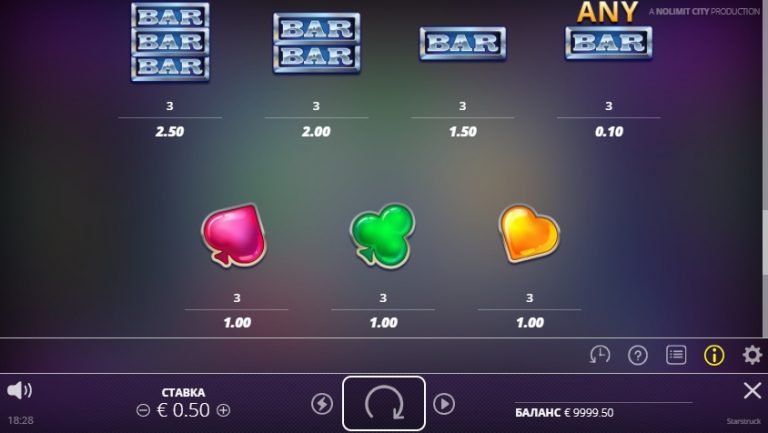 BAR
BAR
BAR
BAR
BAR
BAR
ANY
BAR
A NOLIMIT CITY PRODUCTION
3
3
3
3
2.50
2.00
1.50
0.10
3
3
3
1.00
1.00
1.00
СТАВКА
€ 0.50
БАЛАНС € 9999.50
18:28
Starstruck